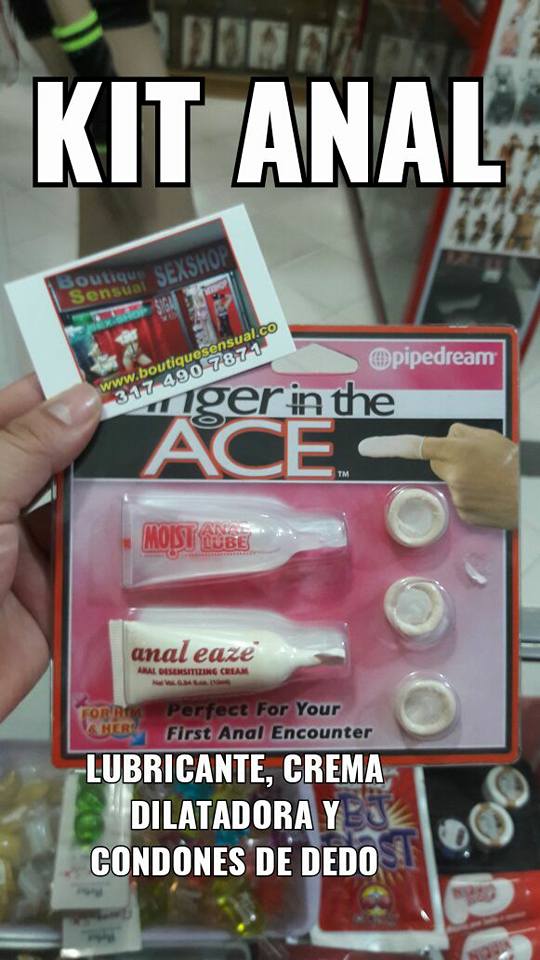 KIT ANAL
Boutique
Sensual
SEXSHOP
www.boutiquesensual.co
317 490 7871
pipedream
inger in the
ACE™
MOIST ANAL
LUBE
anal eaze
ANAL DESENSITIZING CREAM
FOR HIM
& HER!
Perfect For Your
First Anal Encounter
LUBRICANTE, CREMA
DILATADORA Y
CONDONES DE DEDO
BJ